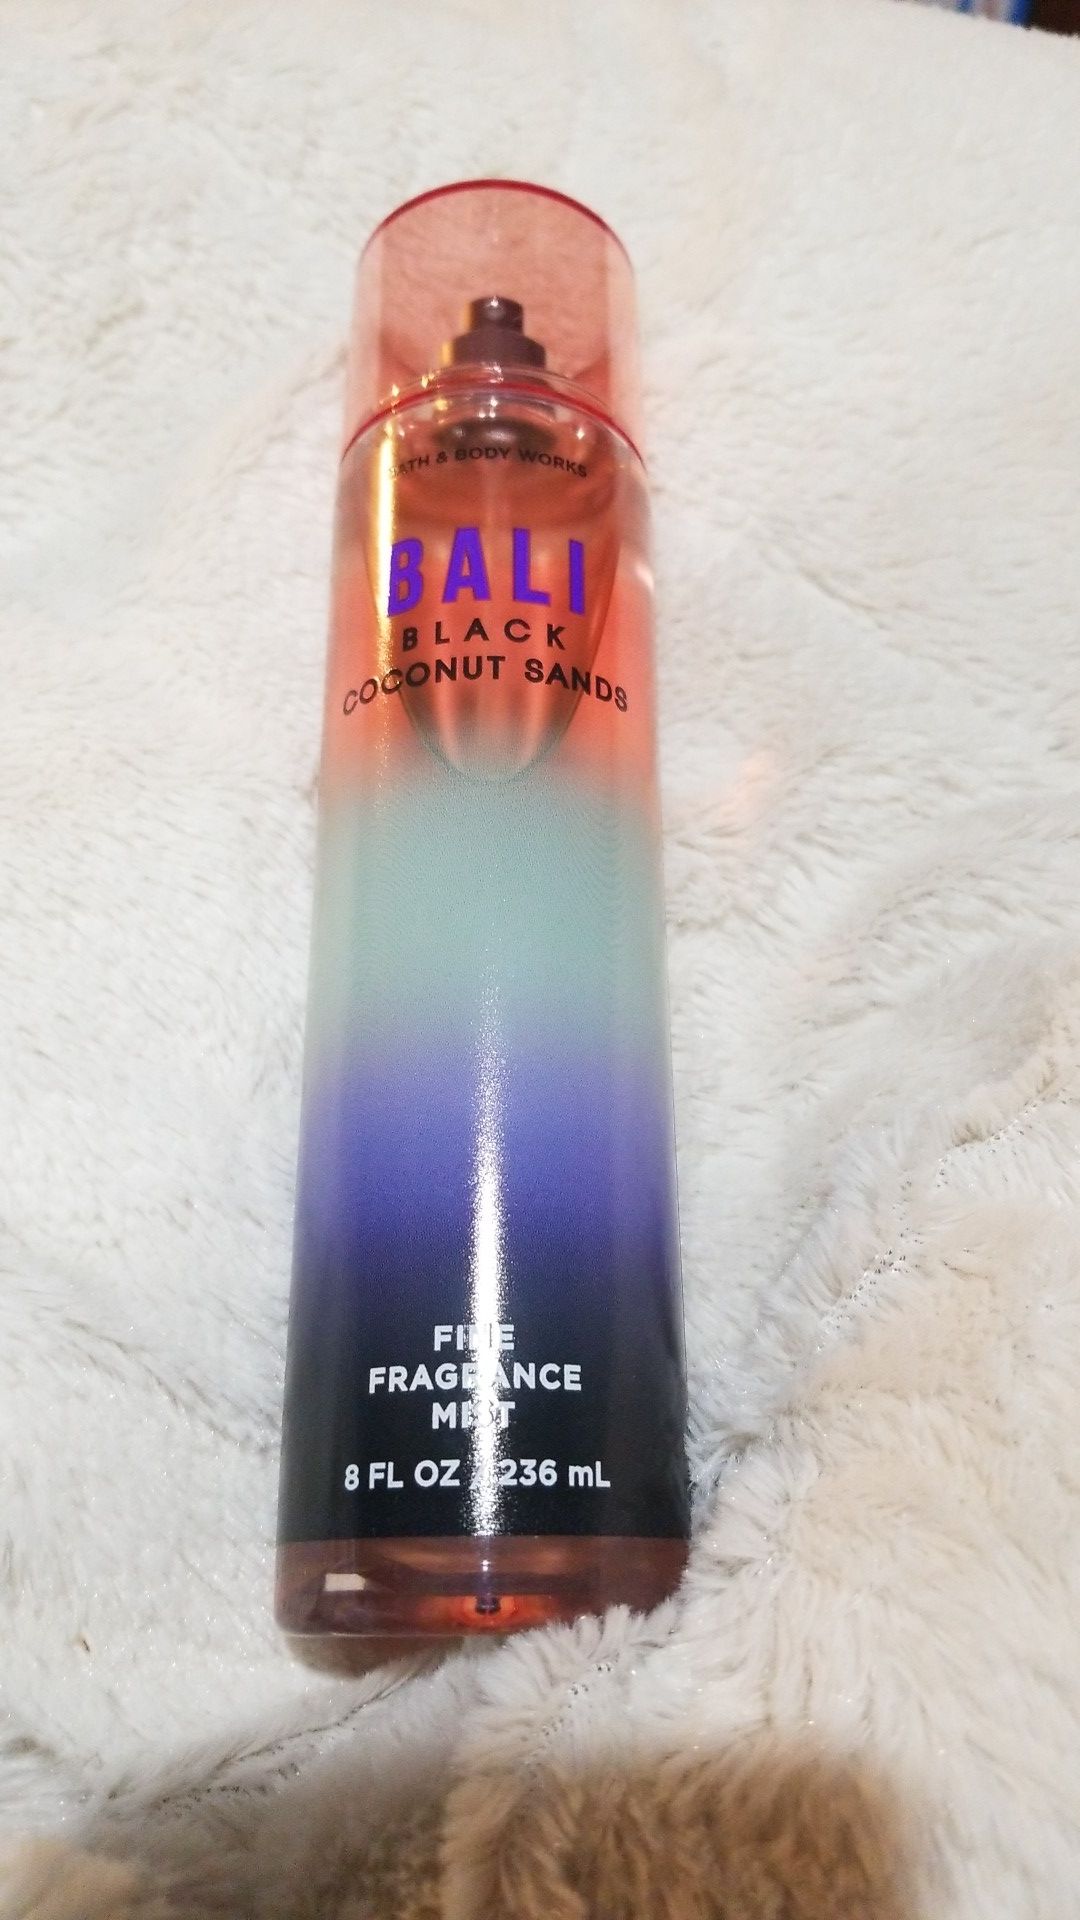 BATH & BODY WORKS
BALI
BLACK
COCONUT SANDS
FINE
FRAGRANCE
MIST
8 FL OZ / 236 mL